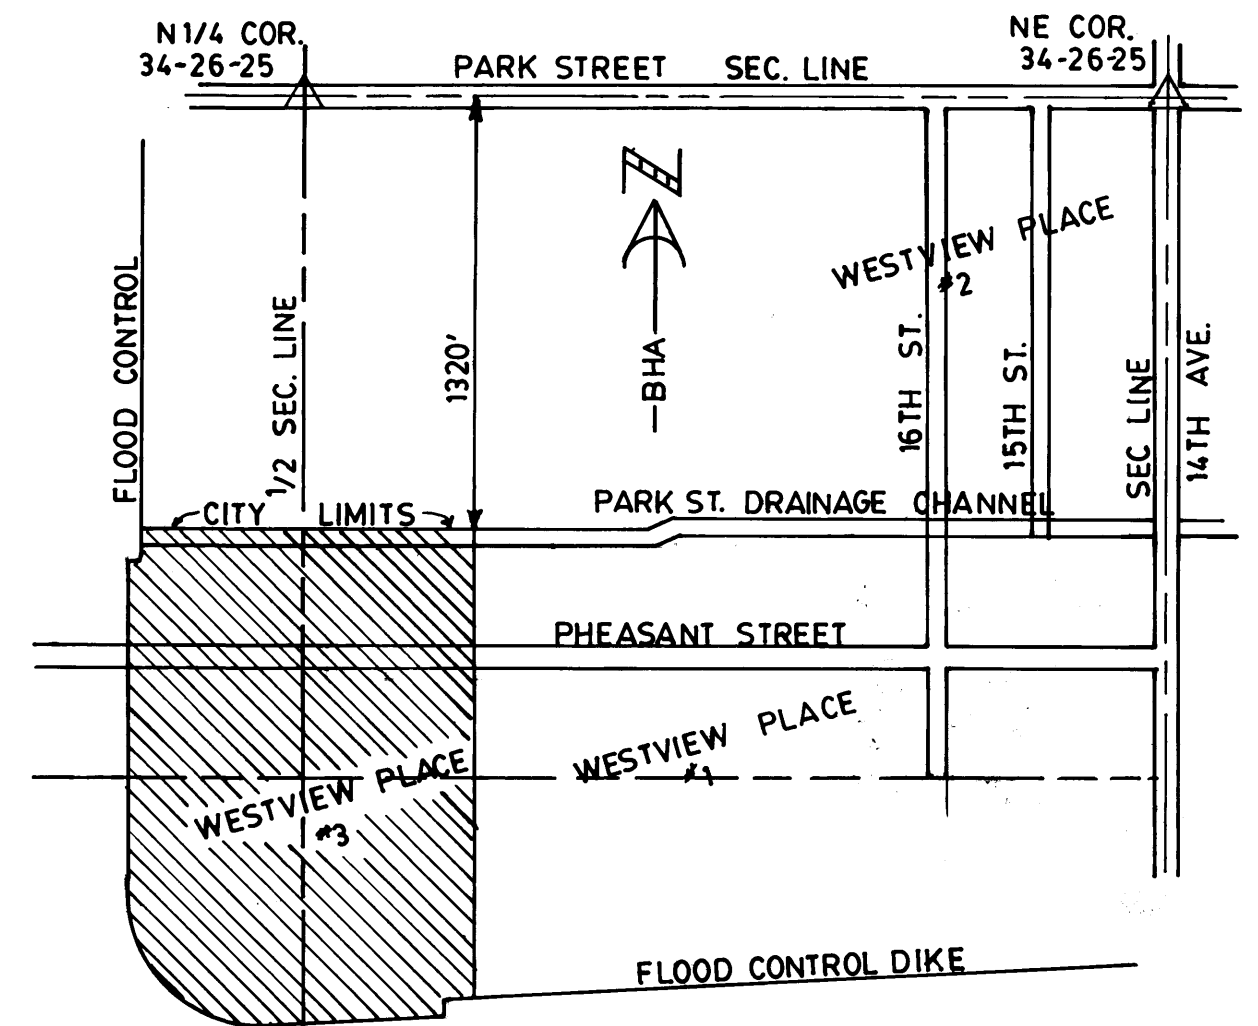 N 1/4 COR.
34-26-25
NE COR.
34-26-25
PARK STREET SEC. LINE
N
BHA
WESTVIEW PLACE
#2
FLOOD CONTROL
1/2 SEC. LINE
1320'
16TH ST.
15TH ST.
SEC LINE
14TH AVE.
CITY LIMITS
PARK ST. DRAINAGE CHANNEL
PHEASANT STREET
WESTVIEW PLACE
#1
WESTVIEW PLACE
#3
FLOOD CONTROL DIKE